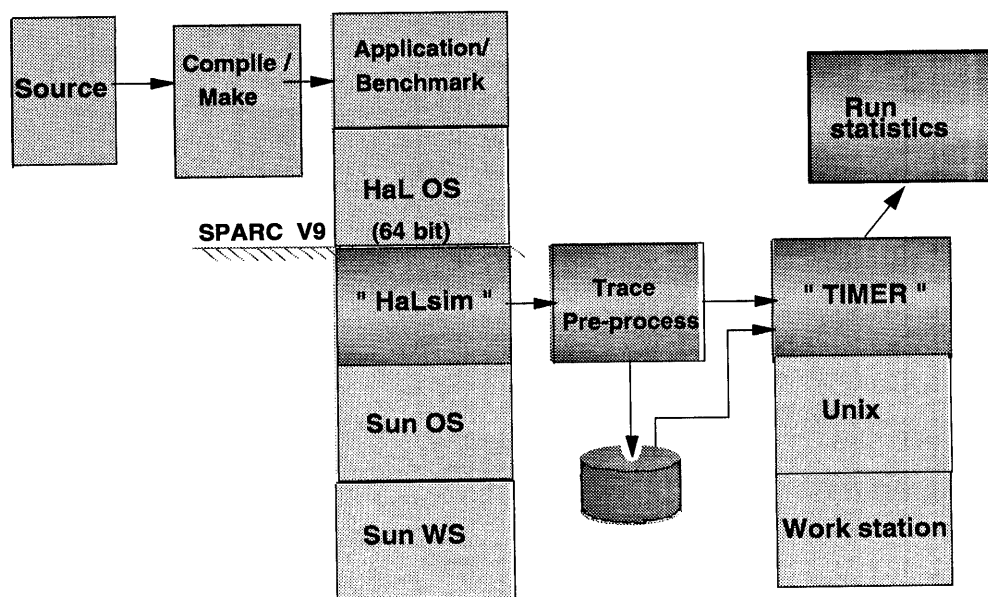 Source
Compile /
Make
Application/
Benchmark
HaL OS
(64 bit)
SPARC V9
" HaLsim "
Sun OS
Sun WS
Trace
Pre-process
Run
statistics
" TIMER "
Unix
Work station